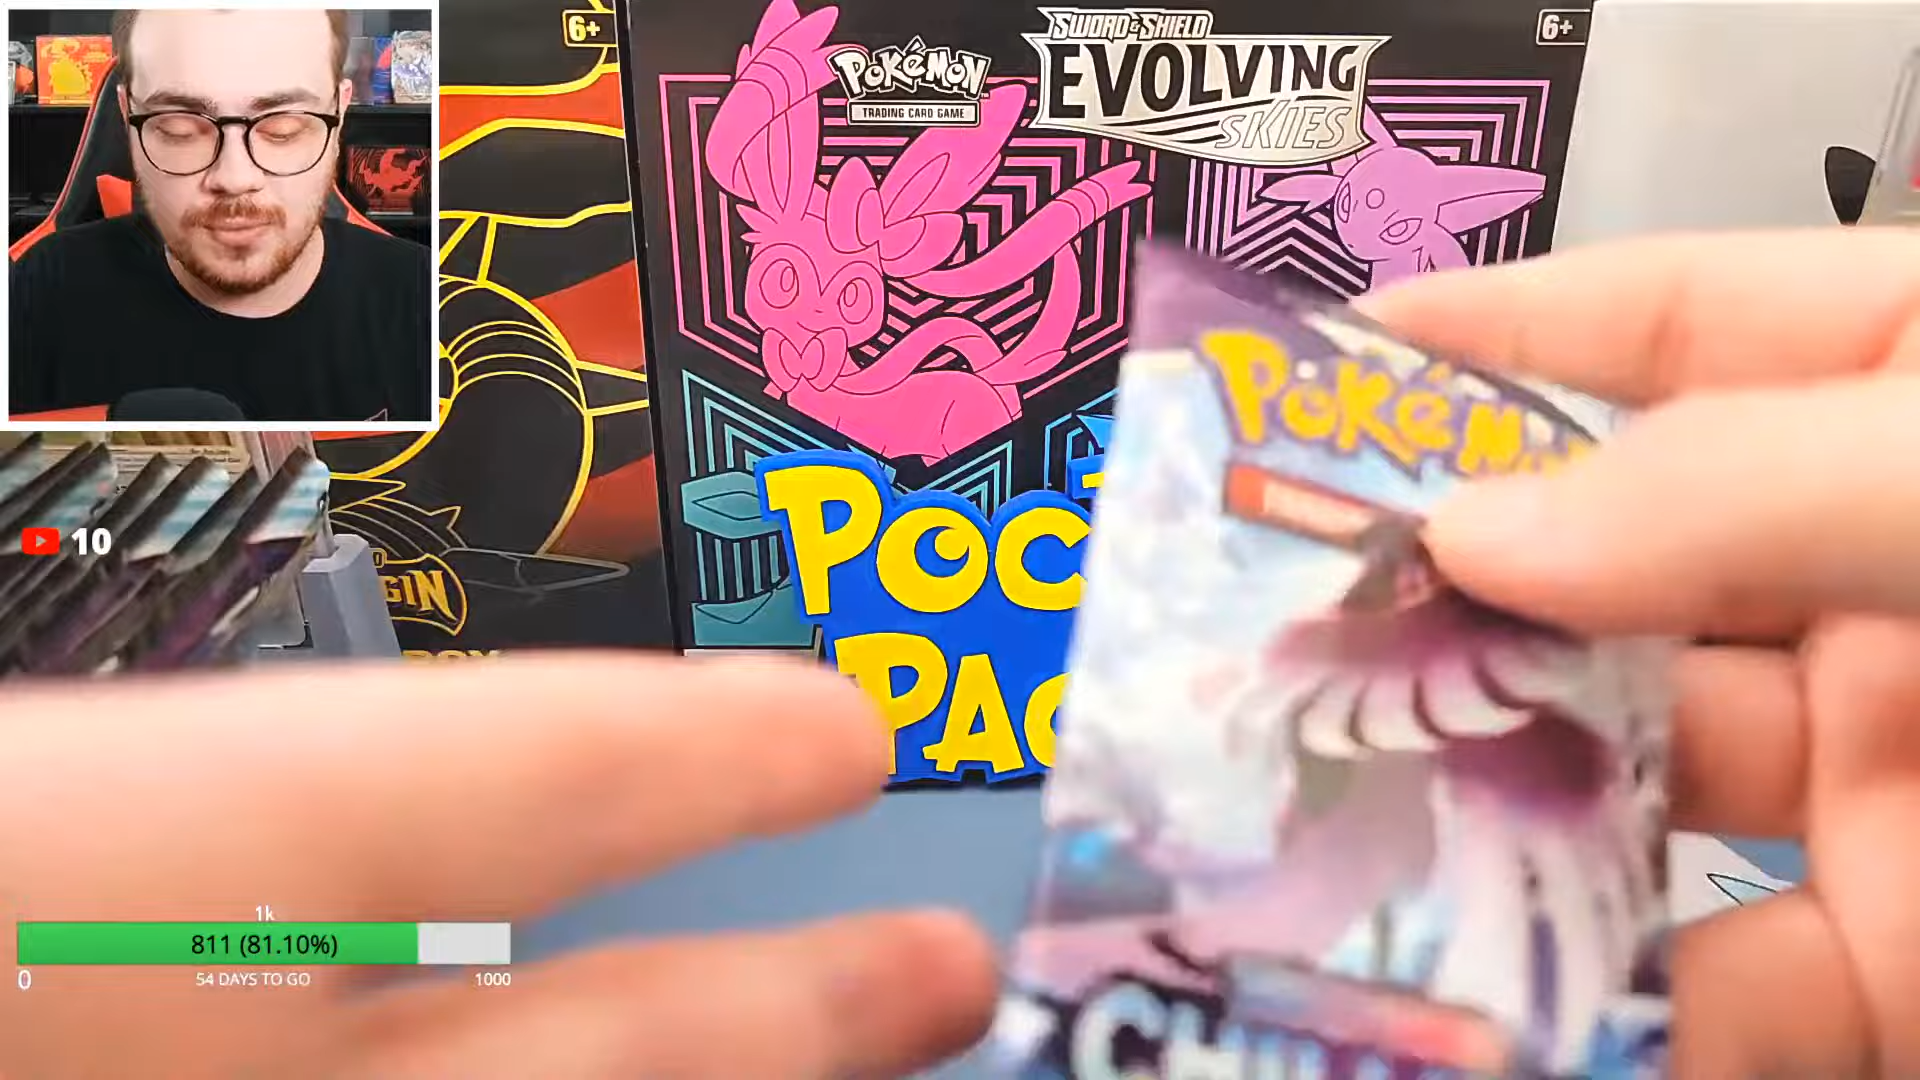 6+
POKéMON
TRADING CARD GAME
SWORD & SHIELD
EVOLVING
SKIES
6+
POKéM
POC
PAC
10
1k
811 (81.10%)
0
54 DAYS TO GO
1000